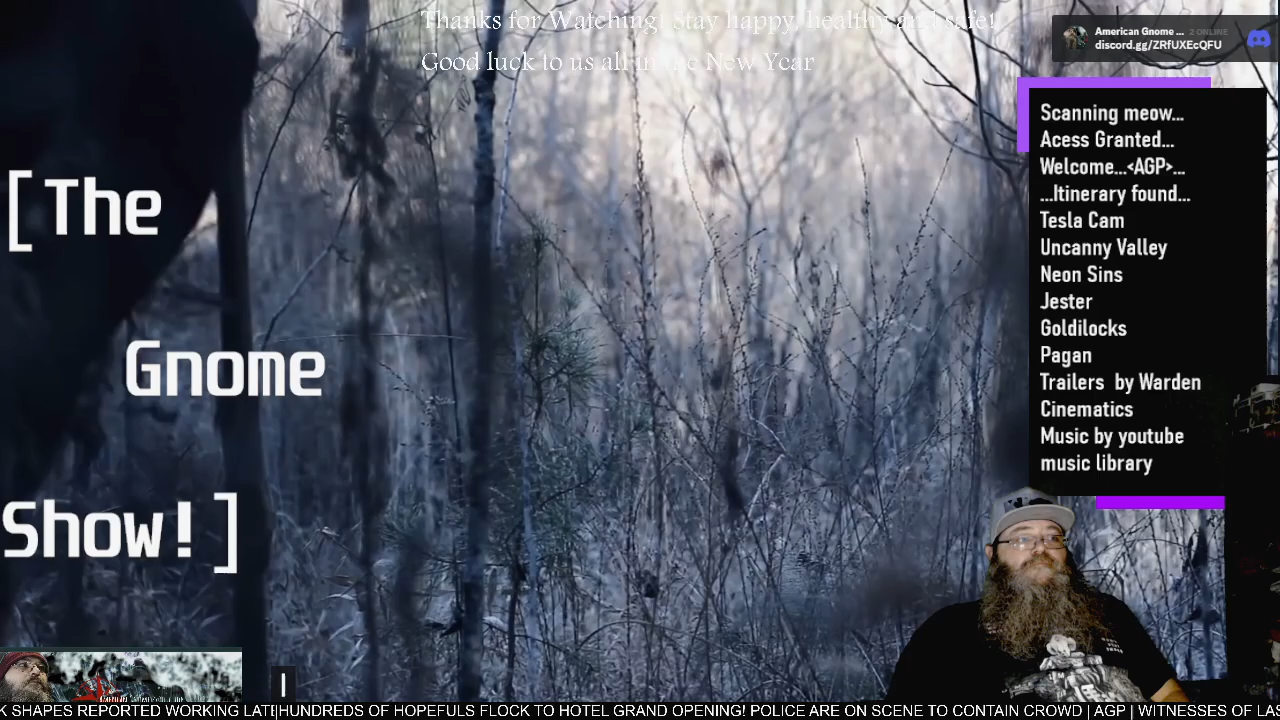 Thanks for Watching! Stay happy, healthy and safe!
Good luck to us all in the New Year
American Gnome ... 2 ONLINE
discord.gg/ZRfUXEcQFU
[The
Gnome
Show!]
Scanning meow...
Acess Granted...
Welcome...<AGP>...
...Itinerary found...
Tesla Cam
Uncanny Valley
Neon Sins
Jester
Goldilocks
Pagan
Trailers by Warden
Cinematics
Music by youtube
music library
K SHAPES REPORTED WORKING LATE|HUNDREDS OF HOPEFULS FLOCK TO HOTEL GRAND OPENING! POLICE ARE ON SCENE TO CONTAIN CROWD | AGP | WITNESSES OF LAS